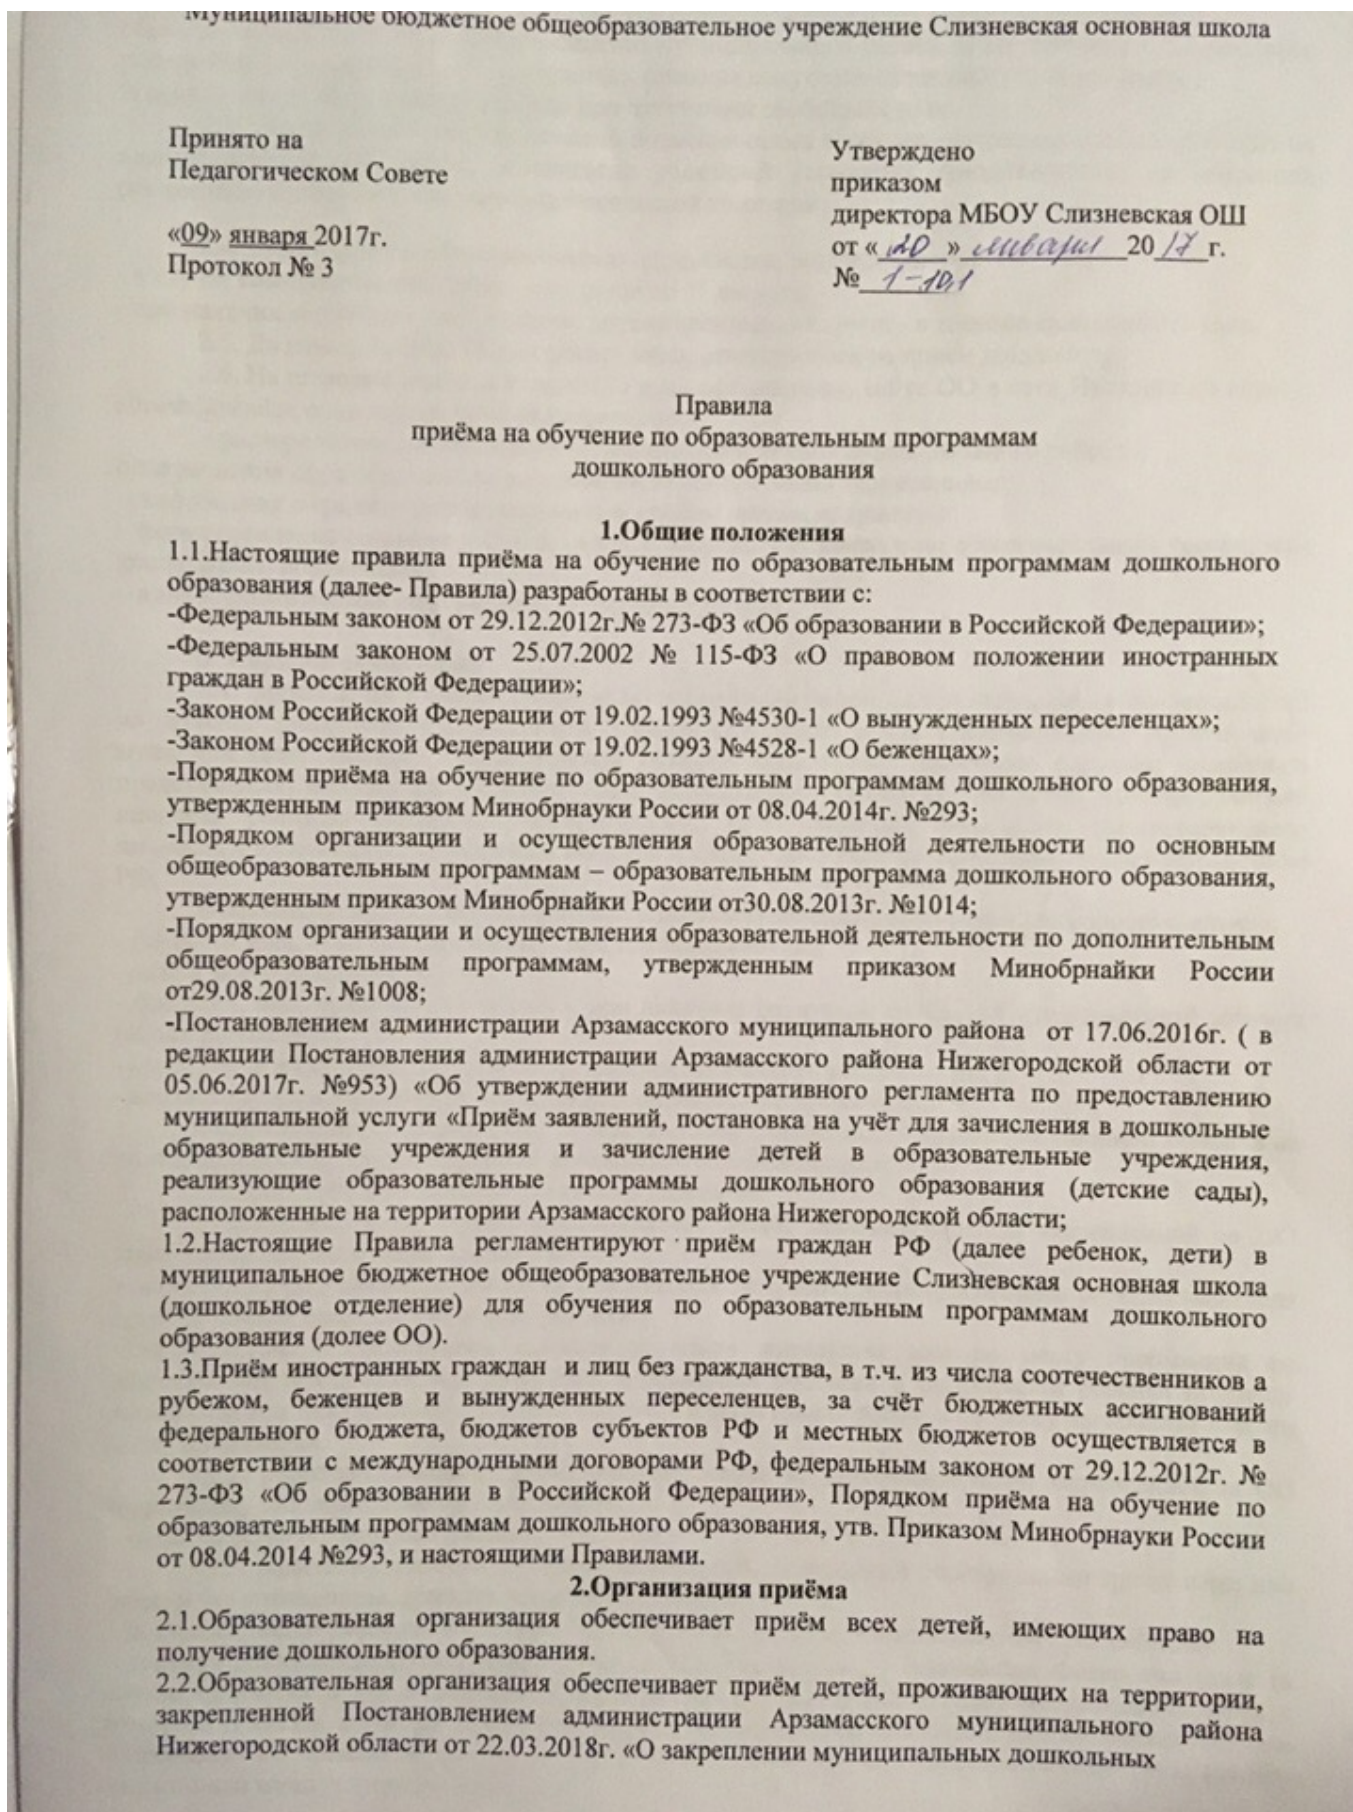 Муниципальное бюджетное общеобразовательное учреждение Слизневская основная школа
Принято на
Педагогическом Совете
«09» января 2017г.
Протокол № 3
Утверждено
приказом
директора МБОУ Слизневская ОШ
от «20» января 2017 г.
№ 1-10,1
Правила
приёма на обучение по образовательным программам
дошкольного образования
1.Общие положения
1.1.Настоящие правила приёма на обучение по образовательным программам дошкольного
образования (далее- Правила) разработаны в соответствии с:
-Федеральным законом от 29.12.2012г.№ 273-ФЗ «Об образовании в Российской Федерации»;
-Федеральным законом от 25.07.2002 № 115-ФЗ «О правовом положении иностранных
граждан в Российской Федерации»;
-Законом Российской Федерации от 19.02.1993 №4530-1 «О вынужденных переселенцах»;
-Законом Российской Федерации от 19.02.1993 №4528-1 «О беженцах»;
-Порядком приёма на обучение по образовательным программам дошкольного образования,
утвержденным приказом Минобрнауки России от 08.04.2014г. №293;
-Порядком организации и осуществления образовательной деятельности по основным
общеобразовательным программам – образовательным программа дошкольного образования,
утвержденным приказом Минобрнайки России от30.08.2013г. №1014;
-Порядком организации и осуществления образовательной деятельности по дополнительным
общеобразовательным программам, утвержденным приказом Минобрнайки России
от29.08.2013г. №1008;
-Постановлением администрации Арзамасского муниципального района от 17.06.2016г. ( в
редакции Постановления администрации Арзамасского района Нижегородской области от
05.06.2017г. №953) «Об утверждении административного регламента по предоставлению
муниципальной услуги «Приём заявлений, постановка на учёт для зачисления в дошкольные
образовательные учреждения и зачисление детей в образовательные учреждения,
реализующие образовательные программы дошкольного образования (детские сады),
расположенные на территории Арзамасского района Нижегородской области;
1.2.Настоящие Правила регламентируют приём граждан РФ (далее ребенок, дети) в
муниципальное бюджетное общеобразовательное учреждение Слизневская основная школа
(дошкольное отделение) для обучения по образовательным программам дошкольного
образования (долее ОО).
1.3.Приём иностранных граждан и лиц без гражданства, в т.ч. из числа соотечественников а
рубежом, беженцев и вынужденных переселенцев, за счёт бюджетных ассигнований
федерального бюджета, бюджетов субъектов РФ и местных бюджетов осуществляется в
соответствии с международными договорами РФ, федеральным законом от 29.12.2012г. №
273-ФЗ «Об образовании в Российской Федерации», Порядком приёма на обучение по
образовательным программам дошкольного образования, утв. Приказом Минобрнауки России
от 08.04.2014 №293, и настоящими Правилами.
2.Организация приёма
2.1.Образовательная организация обеспечивает приём всех детей, имеющих право на
получение дошкольного образования.
2.2.Образовательная организация обеспечивает приём детей, проживающих на территории,
закрепленной Постановлением администрации Арзамасского муниципального района
Нижегородской области от 22.03.2018г. «О закреплении муниципальных дошкольных